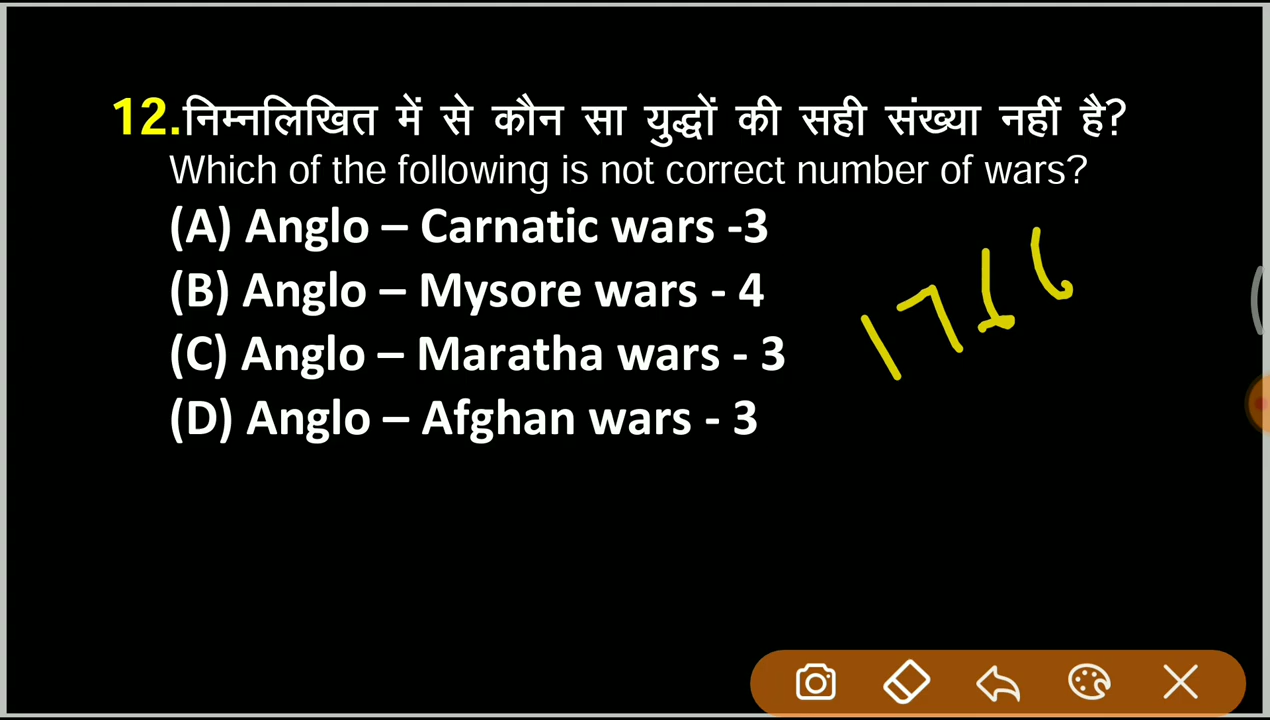 12.निम्नलिखित में से कौन सा युद्धों की सही संख्या नहीं है?
Which of the following is not correct number of wars?
(A) Anglo – Carnatic wars -3
(B) Anglo – Mysore wars - 4
(C) Anglo – Maratha wars - 3
(D) Anglo – Afghan wars - 3